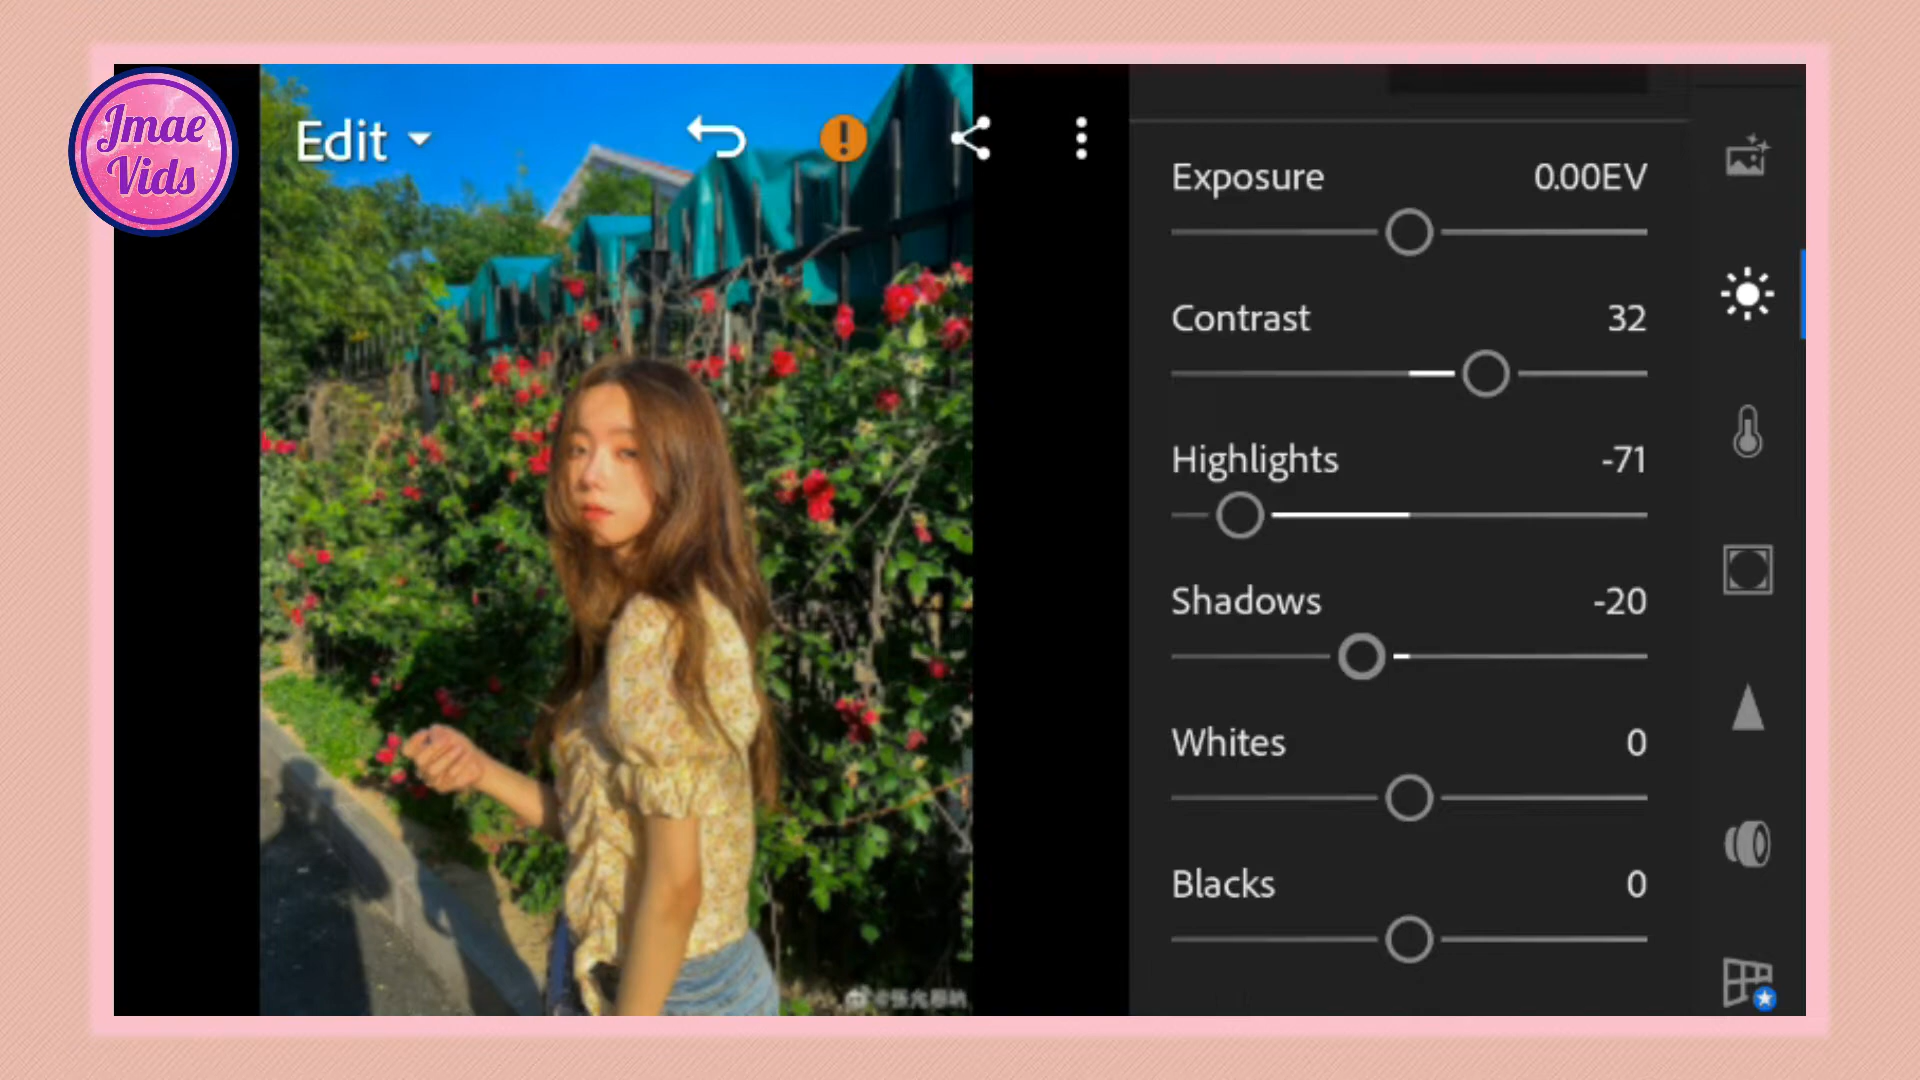 Jmae
Vids
Edit
Exposure 0.00EV
Contrast 32
Highlights -71
Shadows -20
Whites 0
Blacks 0